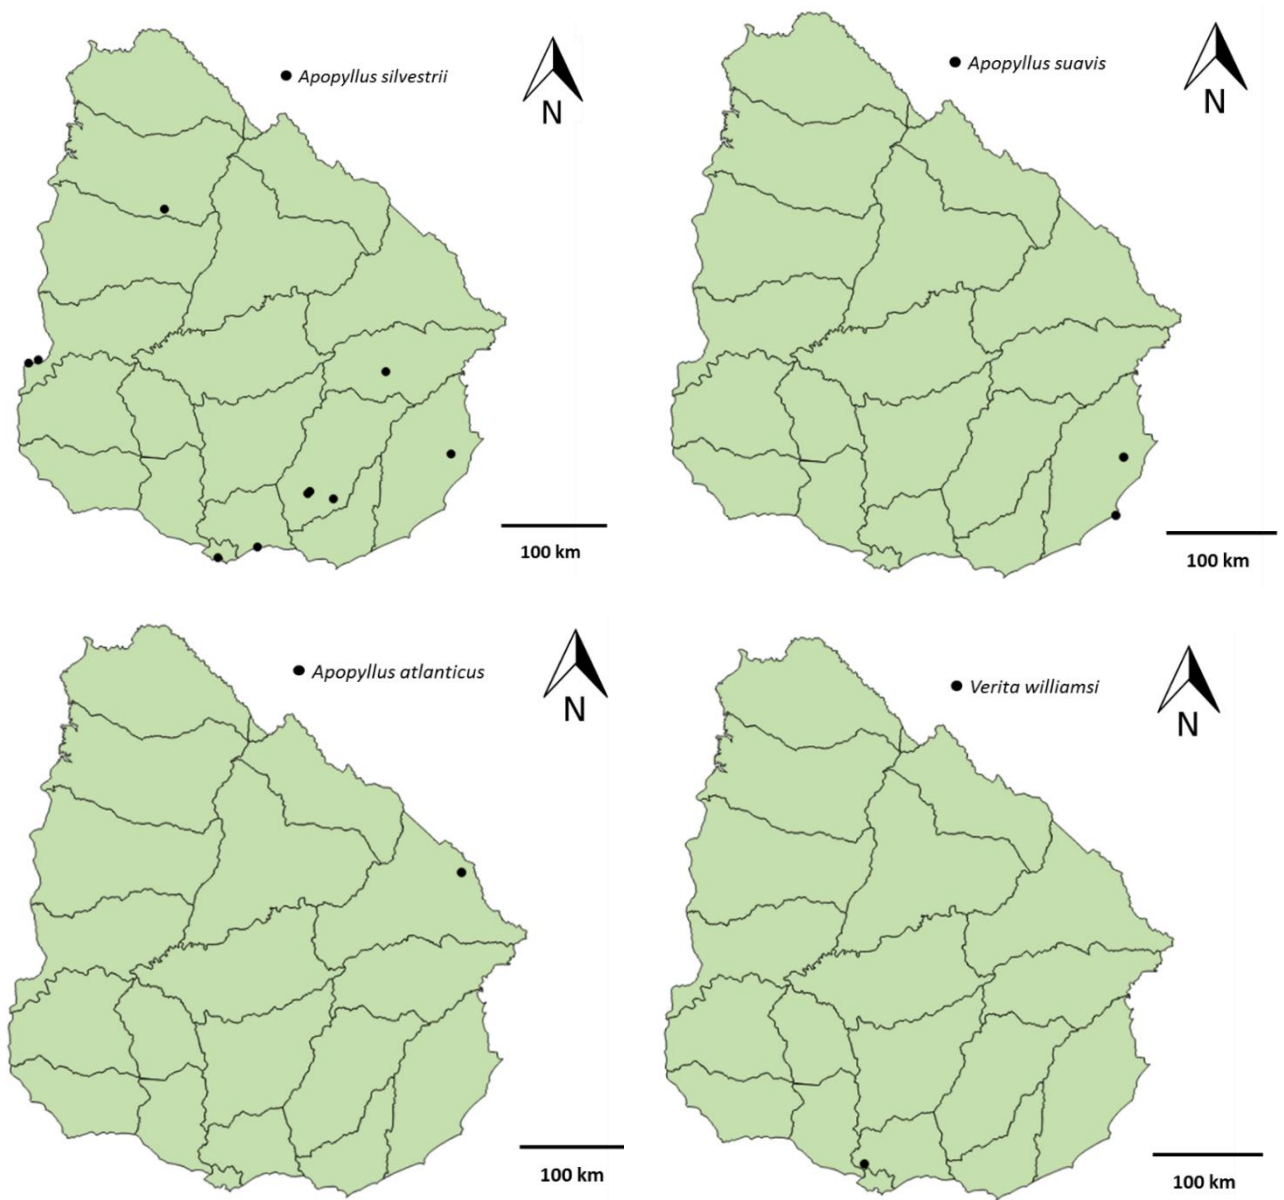 Apopyllus silvestrii
N
100 km
Apopyllus suavis
N
100 km
Apopyllus atlanticus
N
100 km
Verita williamsi
N
100 km